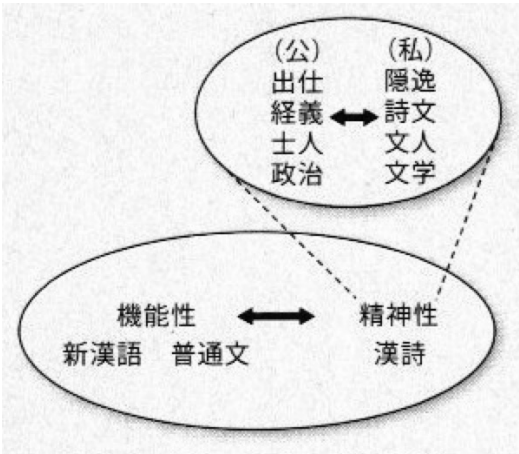 （公）　（私）
出仕　隠逸
経義　詩文
士人　文人
政治　文学
機能性　精神性
新漢語　普通文　漢詩